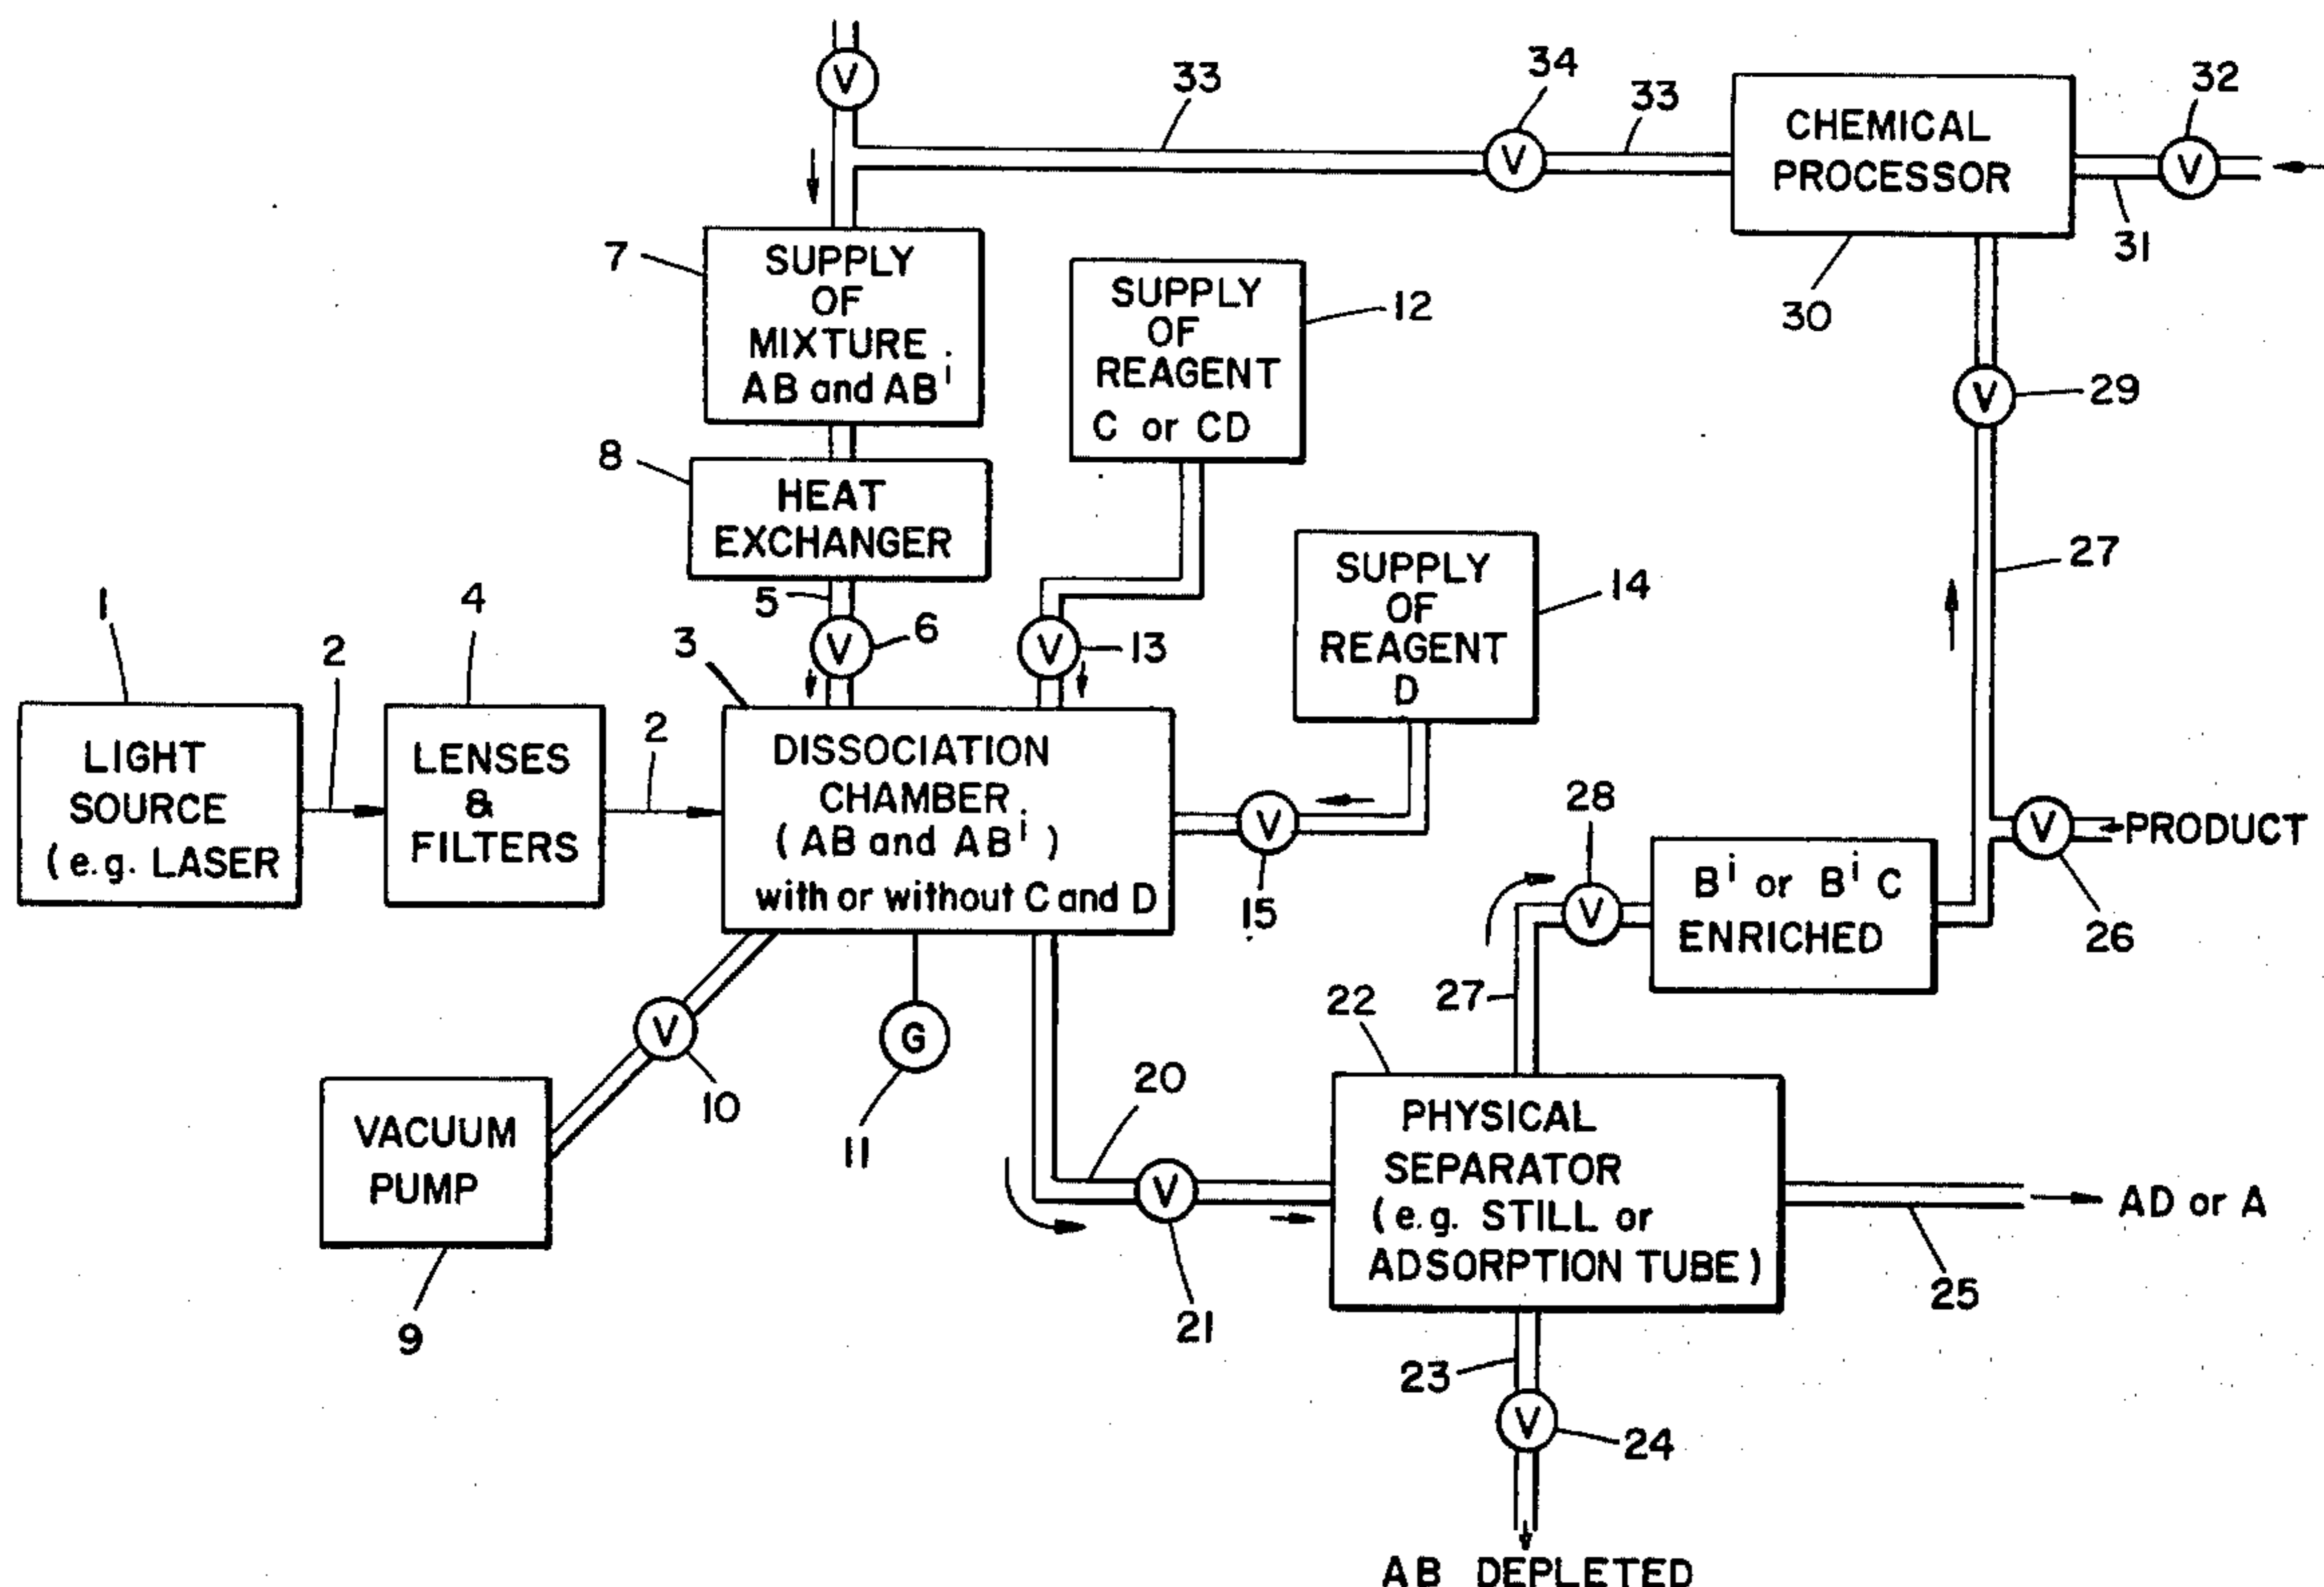 V
33
34
33
32
CHEMICAL
PROCESSOR
V
V
31
30
7
SUPPLY
OF
MIXTURE
AB and ABⁱ
SUPPLY
OF
REAGENT
C or CD
12
V
29
8
HEAT
EXCHANGER
5
V
6
V
13
SUPPLY
OF
REAGENT
D
14
27
1
2
4
2
3
LIGHT
SOURCE
(e.g. LASER
LENSES
&
FILTERS
DISSOCIATION
CHAMBER
(AB and ABⁱ)
with or without C and D
V
15
28
V
Bⁱ or Bⁱ C
ENRICHED
V
PRODUCT
26
27
V
10
G
11
VACUUM
PUMP
9
20
V
21
22
PHYSICAL
SEPARATOR
(e.g. STILL or
ADSORPTION TUBE)
AD or A
25
23
V
24
AB DEPLETED